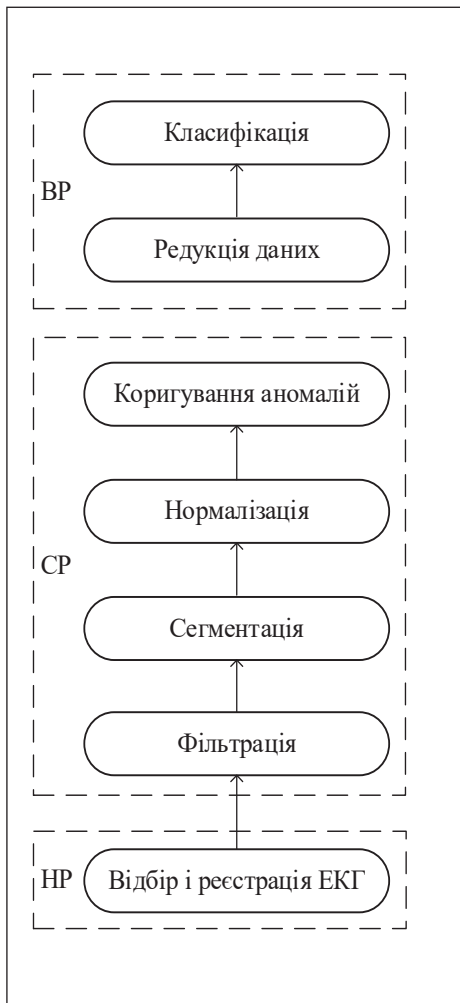 Класифікація
ВР
Редукція даних
Коригування аномалій
Нормалізація
СР
Сегментація
Фільтрація
НР
Відбір і реєстрація ЕКГ